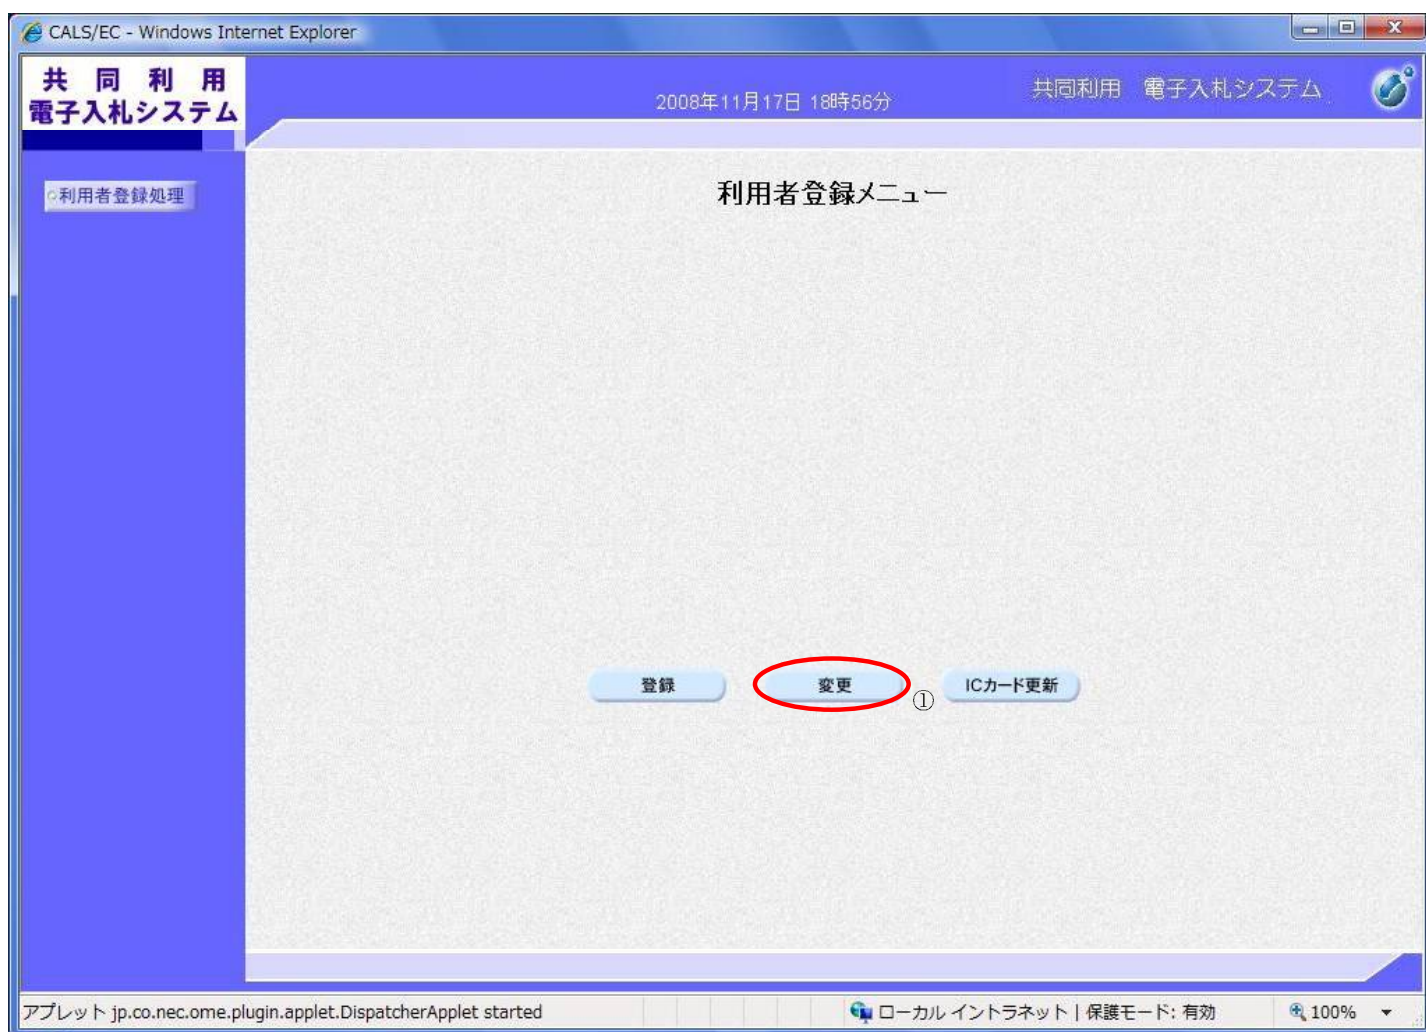 CALS/EC - Windows Internet Explorer
共同利用
電子入札システム
2008年11月17日 18時56分
共同利用 電子入札システム
利用者登録処理
利用者登録メニュー
登録
変更
①
ICカード更新
アプレット jp.co.nec.ome.plugin.applet.DispatcherApplet started
ローカル イントラネット | 保護モード: 有効
100%